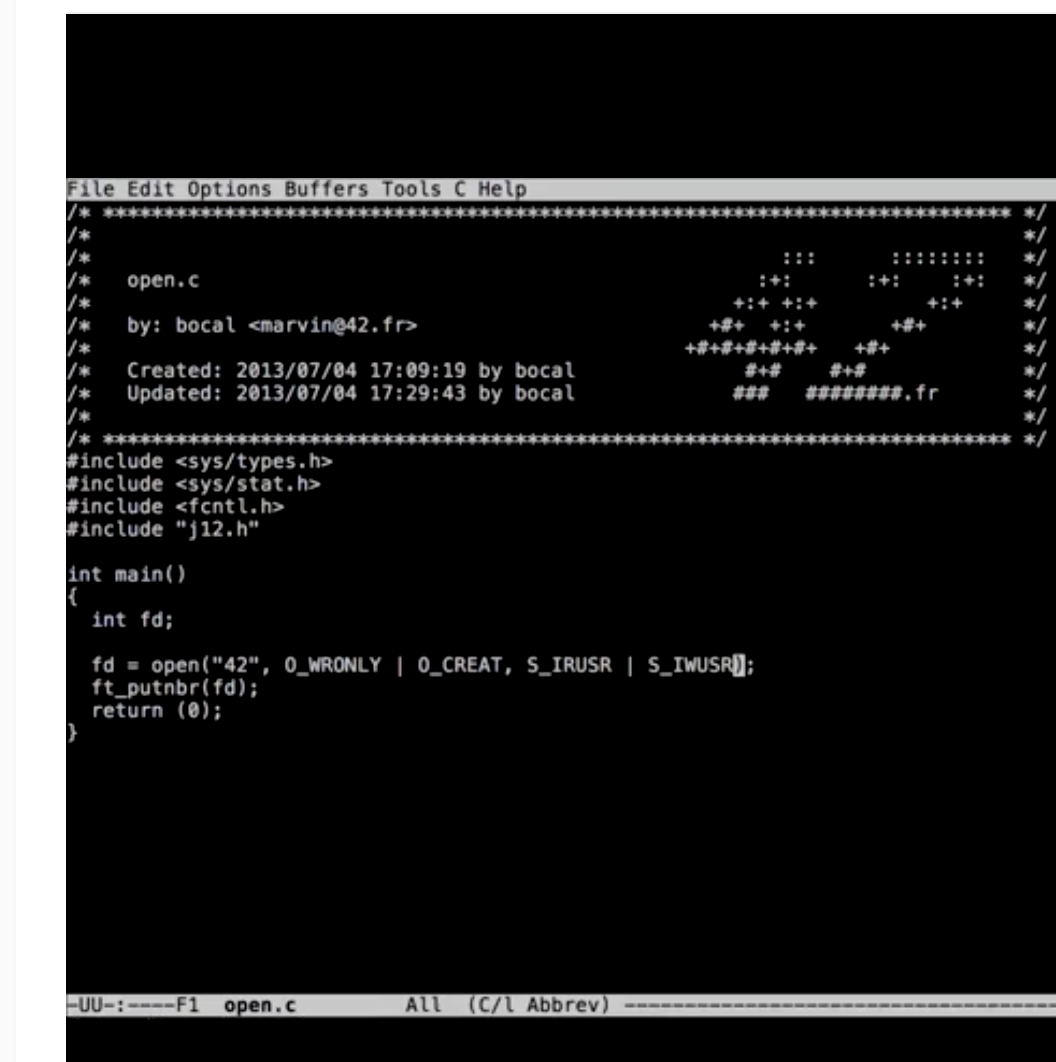 File Edit Options Buffers Tools C Help
/* ************************************************************************** */
/*                                                                            */
/*                                                        :::      ::::::::   */
/*   open.c                                             :+:      :+:    :+:   */
/*                                                    +:+ +:+         +:+     */
/*   by: bocal <marvin@42.fr>                       +#+  +:+       +#+        */
/*                                                +#+#+#+#+#+   +#+           */
/*   Created: 2013/07/04 17:09:19 by bocal             #+#    #+#             */
/*   Updated: 2013/07/04 17:29:43 by bocal            ###   ########.fr       */
/*                                                                            */
/* ************************************************************************** */
#include <sys/types.h>
#include <sys/stat.h>
#include <fcntl.h>
#include "j12.h"

int main()
{
  int fd;

  fd = open("42", O_WRONLY | O_CREAT, S_IRUSR | S_IWUSR);
  ft_putnbr(fd);
  return (0);
}
-UU-:----F1  open.c         All  (C/l Abbrev) ------------------------------------